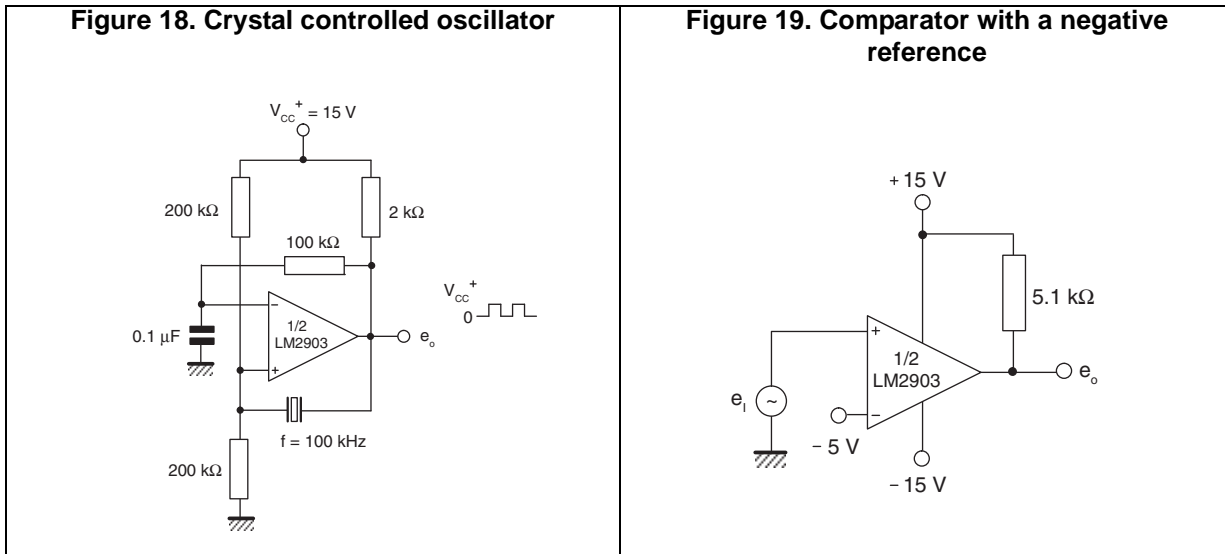 Figure 18. Crystal controlled oscillator
V_CC^+ = 15 V
200 kΩ
2 kΩ
100 kΩ
V_CC^+
0
−
1/2
LM2903
+
e_o
0.1 μF
f = 100 kHz
200 kΩ
Figure 19. Comparator with a negative
reference
+15 V
5.1 kΩ
+
1/2
LM2903
−
e_o
e_I
~
− 5 V
− 15 V